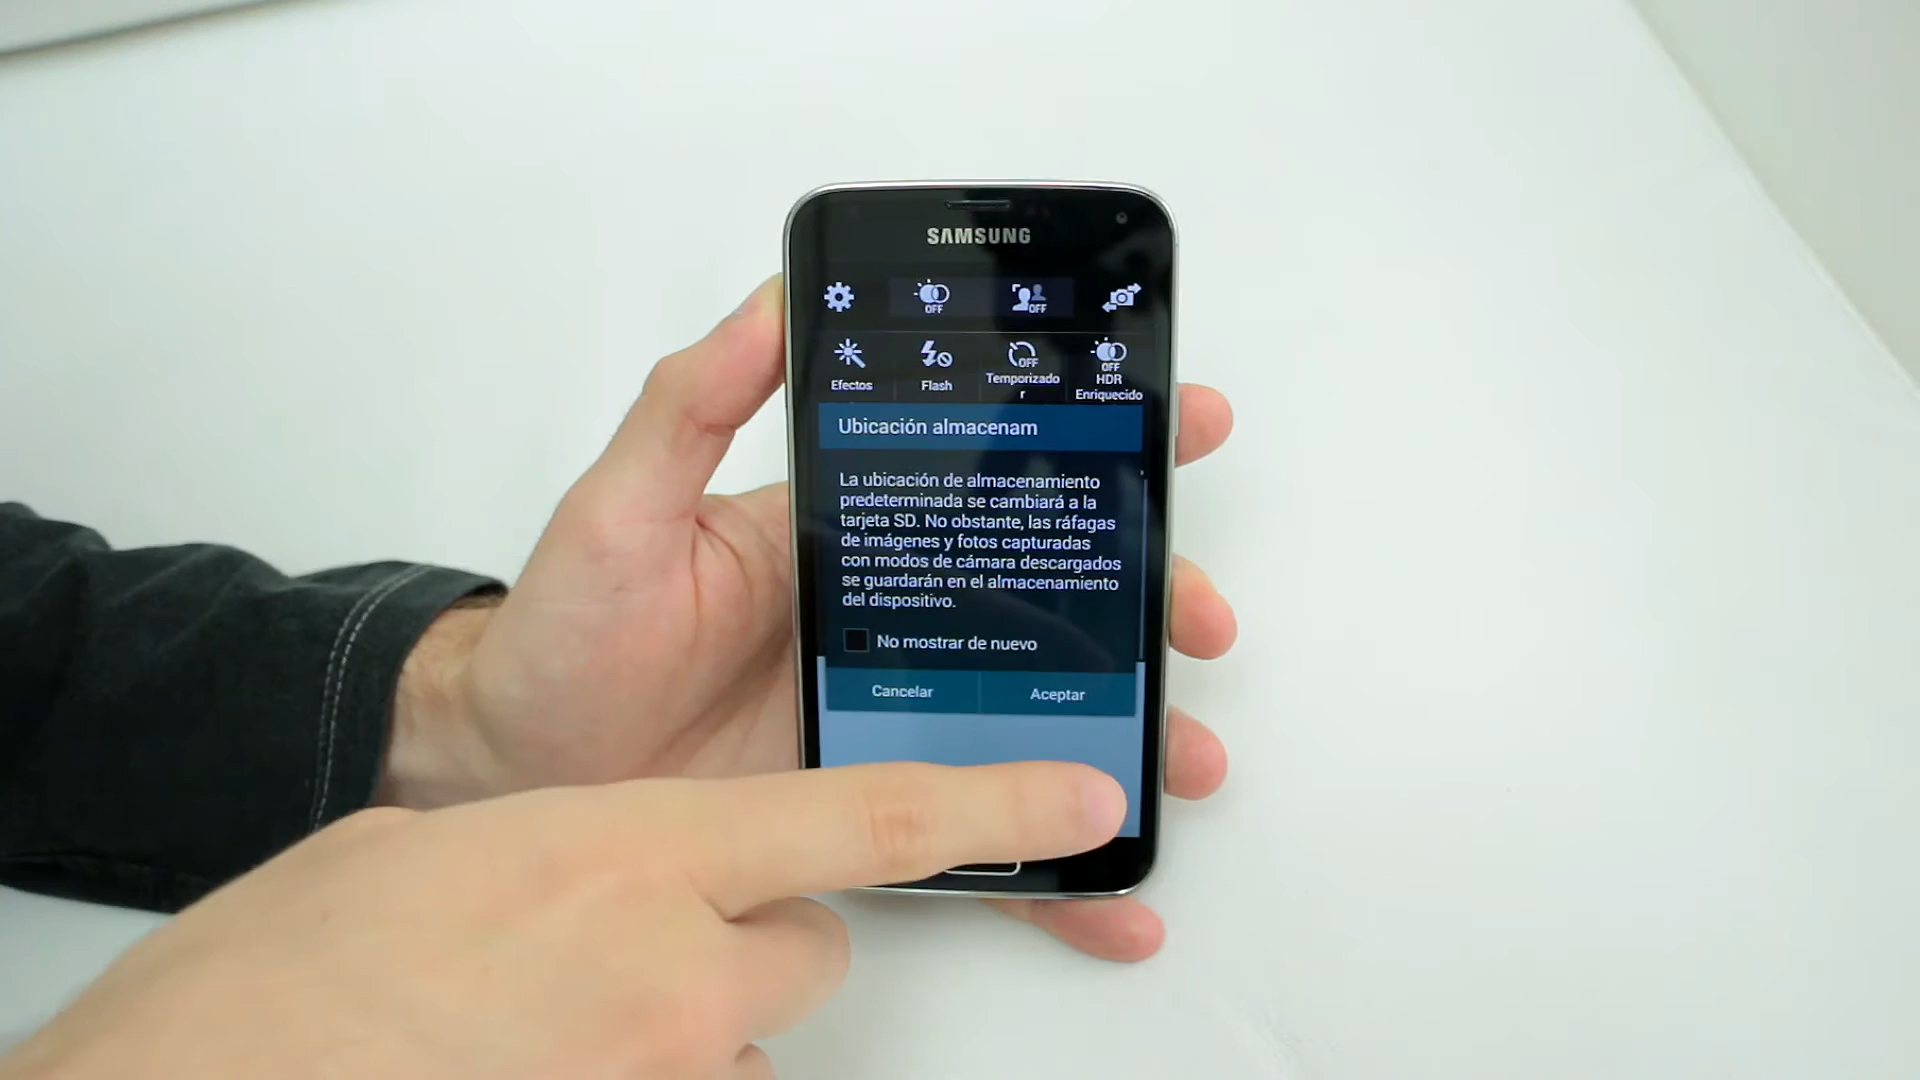 SAMSUNG
OFF
OFF
OFF
OFF
Efectos
Flash
Temporizado
r
HDR
Enriquecido
Ubicación almacenam
La ubicación de almacenamiento
predeterminada se cambiará a la
tarjeta SD. No obstante, las ráfagas
de imágenes y fotos capturadas
con modos de cámara descargados
se guardarán en el almacenamiento
del dispositivo.
No mostrar de nuevo
Cancelar
Aceptar